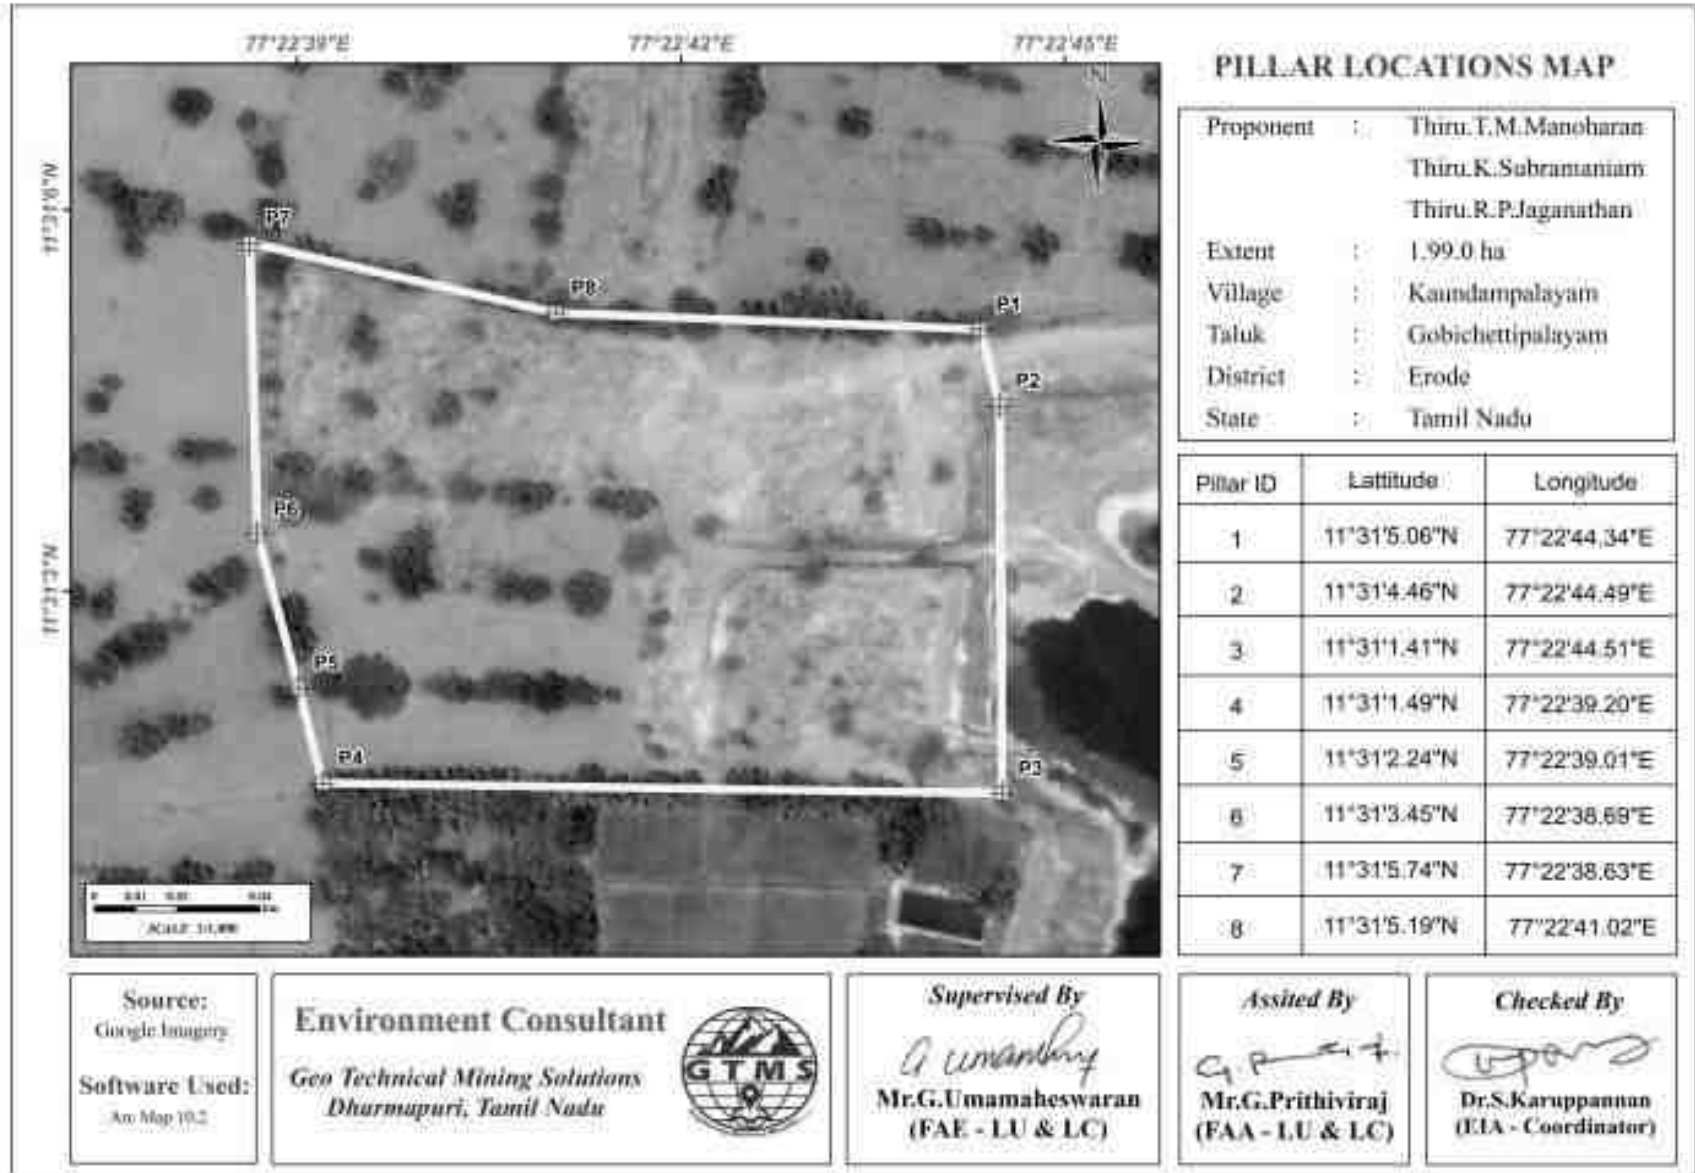 77°22'39"E 77°22'42"E 77°22'45"E
N
11°31'6"N
11°31'3"N
P7
P8
P1
P2
P6
P5
P4
P3
SCALE 1:1,000
PILLAR LOCATIONS MAP
Proponent : Thiru.T.M.Manoharan
Thiru.K.Subramaniam
Thiru.R.P.Jaganathan
Extent : 1.99.0 ha
Village : Kaundampalayam
Taluk : Gobichettipalayam
District : Erode
State : Tamil Nadu
Pillar ID Lattitude Longitude
1 11°31'5.06"N 77°22'44.34"E
2 11°31'4.46"N 77°22'44.49"E
3 11°31'1.41"N 77°22'44.51"E
4 11°31'1.49"N 77°22'39.20"E
5 11°31'2.24"N 77°22'39.01"E
6 11°31'3.45"N 77°22'38.69"E
7 11°31'5.74"N 77°22'38.63"E
8 11°31'5.19"N 77°22'41.02"E
Source:
Google Imagery
Software Used:
Arc Map 10.2
Environment Consultant
Geo Technical Mining Solutions
Dharmapuri, Tamil Nadu
GTMS
Supervised By
Mr.G.Umamaheswaran
(FAE - LU & LC)
Assited By
Mr.G.Prithiviraj
(FAA - LU & LC)
Checked By
Dr.S.Karuppannan
(EIA - Coordinator)